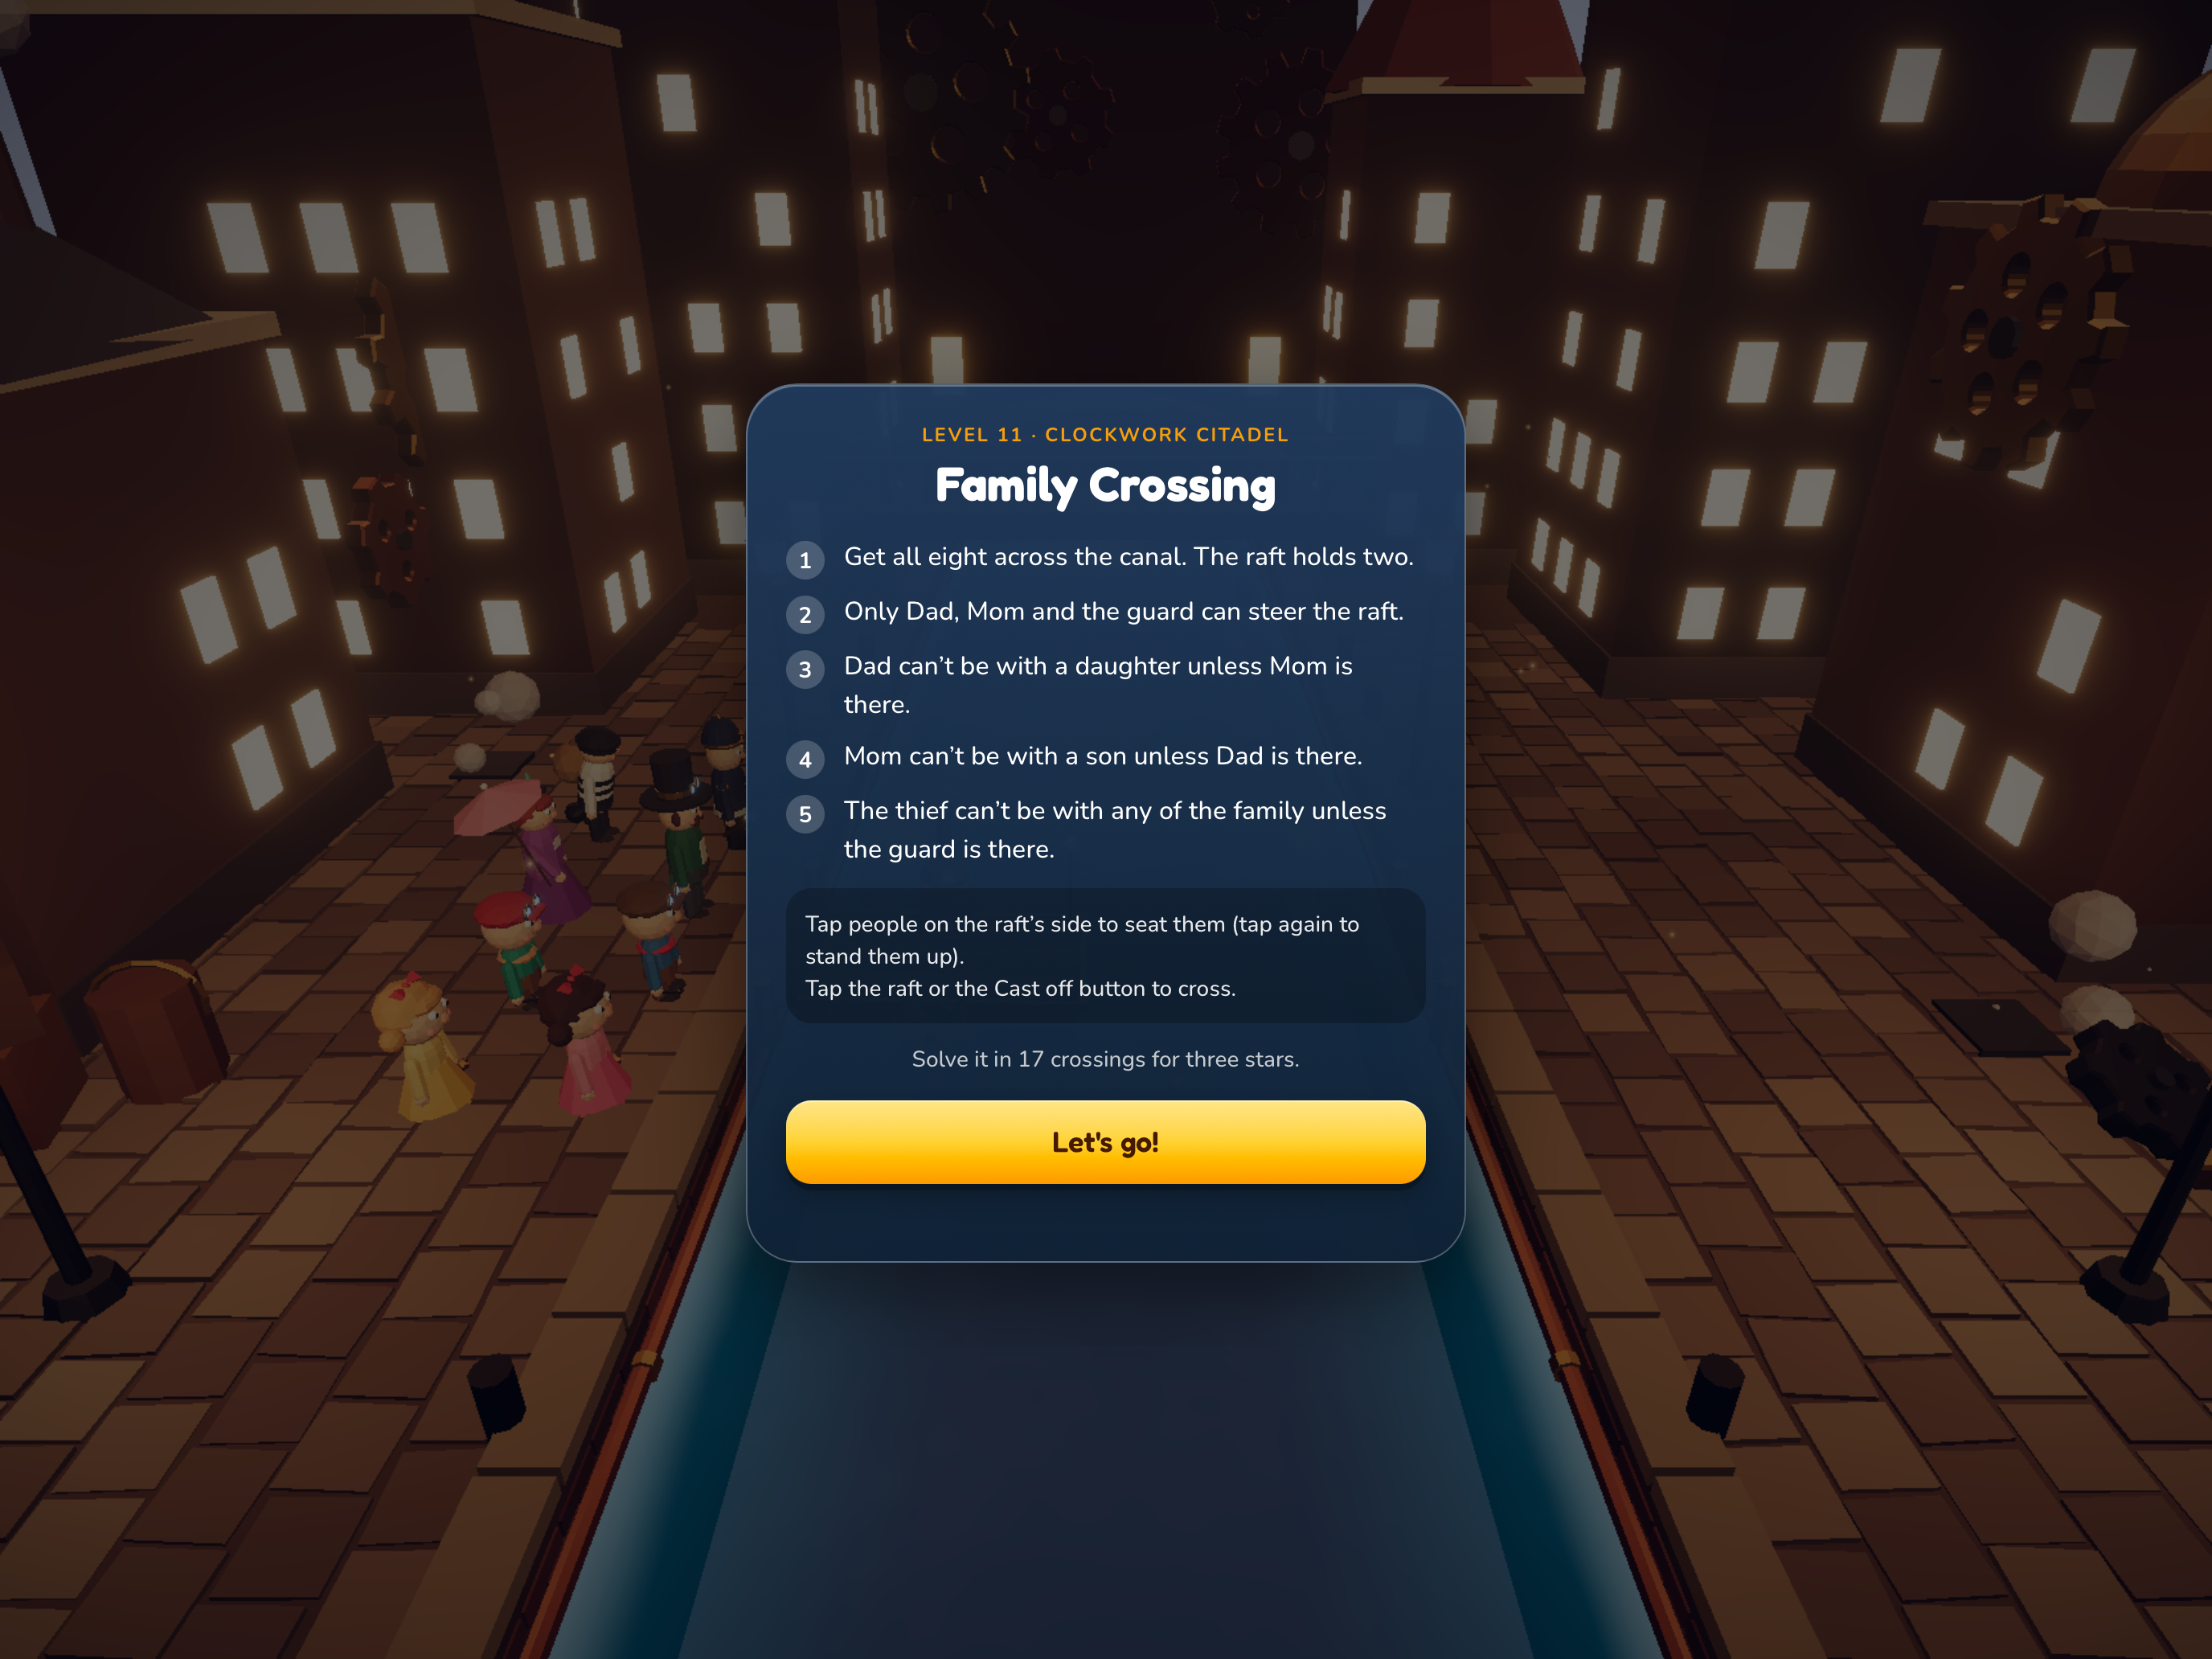 LEVEL 11 · CLOCKWORK CITADEL
Family Crossing
1 Get all eight across the canal. The raft holds two.
2 Only Dad, Mom and the guard can steer the raft.
3 Dad can’t be with a daughter unless Mom is
there.
4 Mom can’t be with a son unless Dad is there.
5 The thief can’t be with any of the family unless
the guard is there.
Tap people on the raft’s side to seat them (tap again to
stand them up).
Tap the raft or the Cast off button to cross.
Solve it in 17 crossings for three stars.
Let's go!